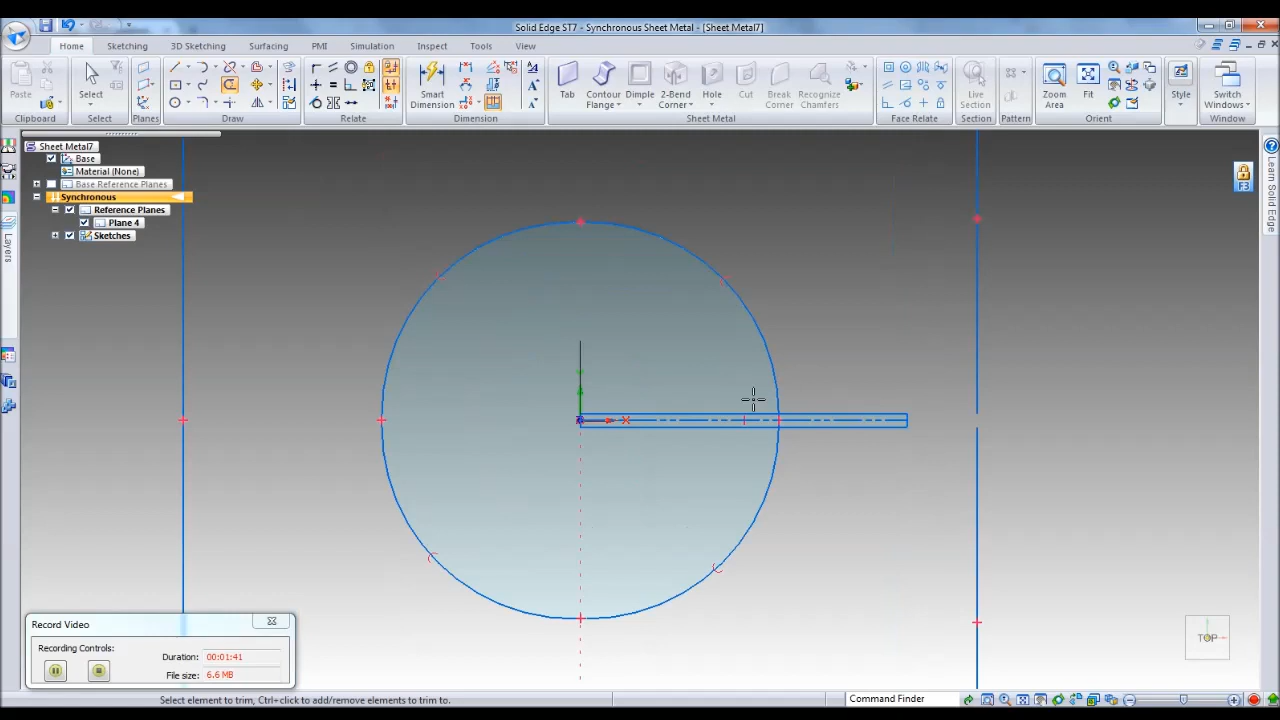 Solid Edge ST7 - Synchronous Sheet Metal - [Sheet Metal7]
Home Sketching 3D Sketching Surfacing PMI Simulation Inspect Tools View
Paste Select Smart Dimension Tab Contour Flange Dimple 2-Bend Corner Hole Cut Break Corner Recognize Chamfers Live Section Zoom Area Fit Style Switch Windows
Clipboard Select Planes Draw Relate Dimension Sheet Metal Face Relate Section Pattern Orient Window
Sheet Metal7
Base
Material (None)
Base Reference Planes
Synchronous
Reference Planes
Plane 4
Sketches
Layers
F3
Learn Solid Edge
X
Record Video
Recording Controls:
Duration: 00:01:41
File size: 6.6 MB
TOP
Select element to trim, Ctrl+click to add/remove elements to trim to.
Command Finder